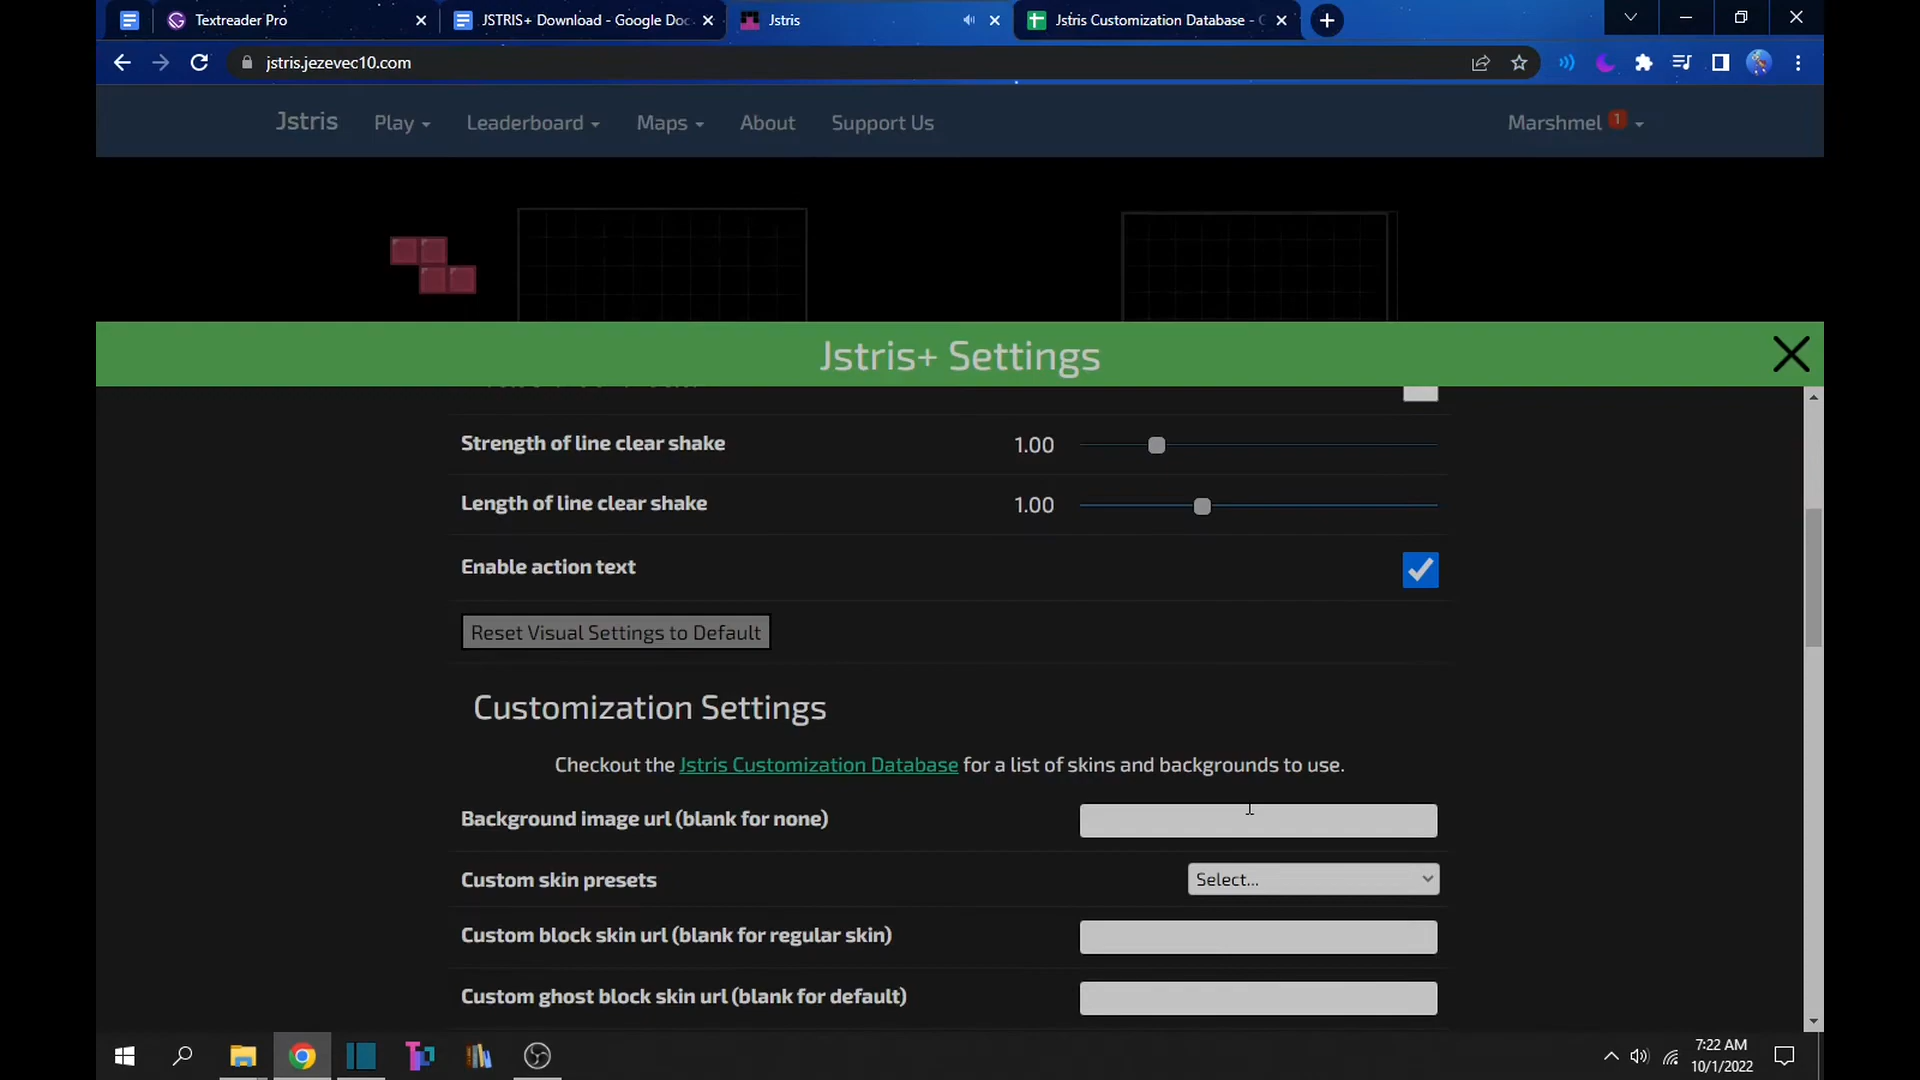 Textreader Pro
JSTRIS+ Download - Google Doc
Jstris
Jstris Customization Database -
jstris.jezevec10.com
Jstris
Play
Leaderboard
Maps
About
Support Us
Marshmel 1
Jstris+ Settings
Strength of line clear shake 1.00
Length of line clear shake 1.00
Enable action text
Reset Visual Settings to Default
Customization Settings
Checkout the Jstris Customization Database for a list of skins and backgrounds to use.
Background image url (blank for none)
Custom skin presets Select...
Custom block skin url (blank for regular skin)
Custom ghost block skin url (blank for default)
7:22 AM
10/1/2022